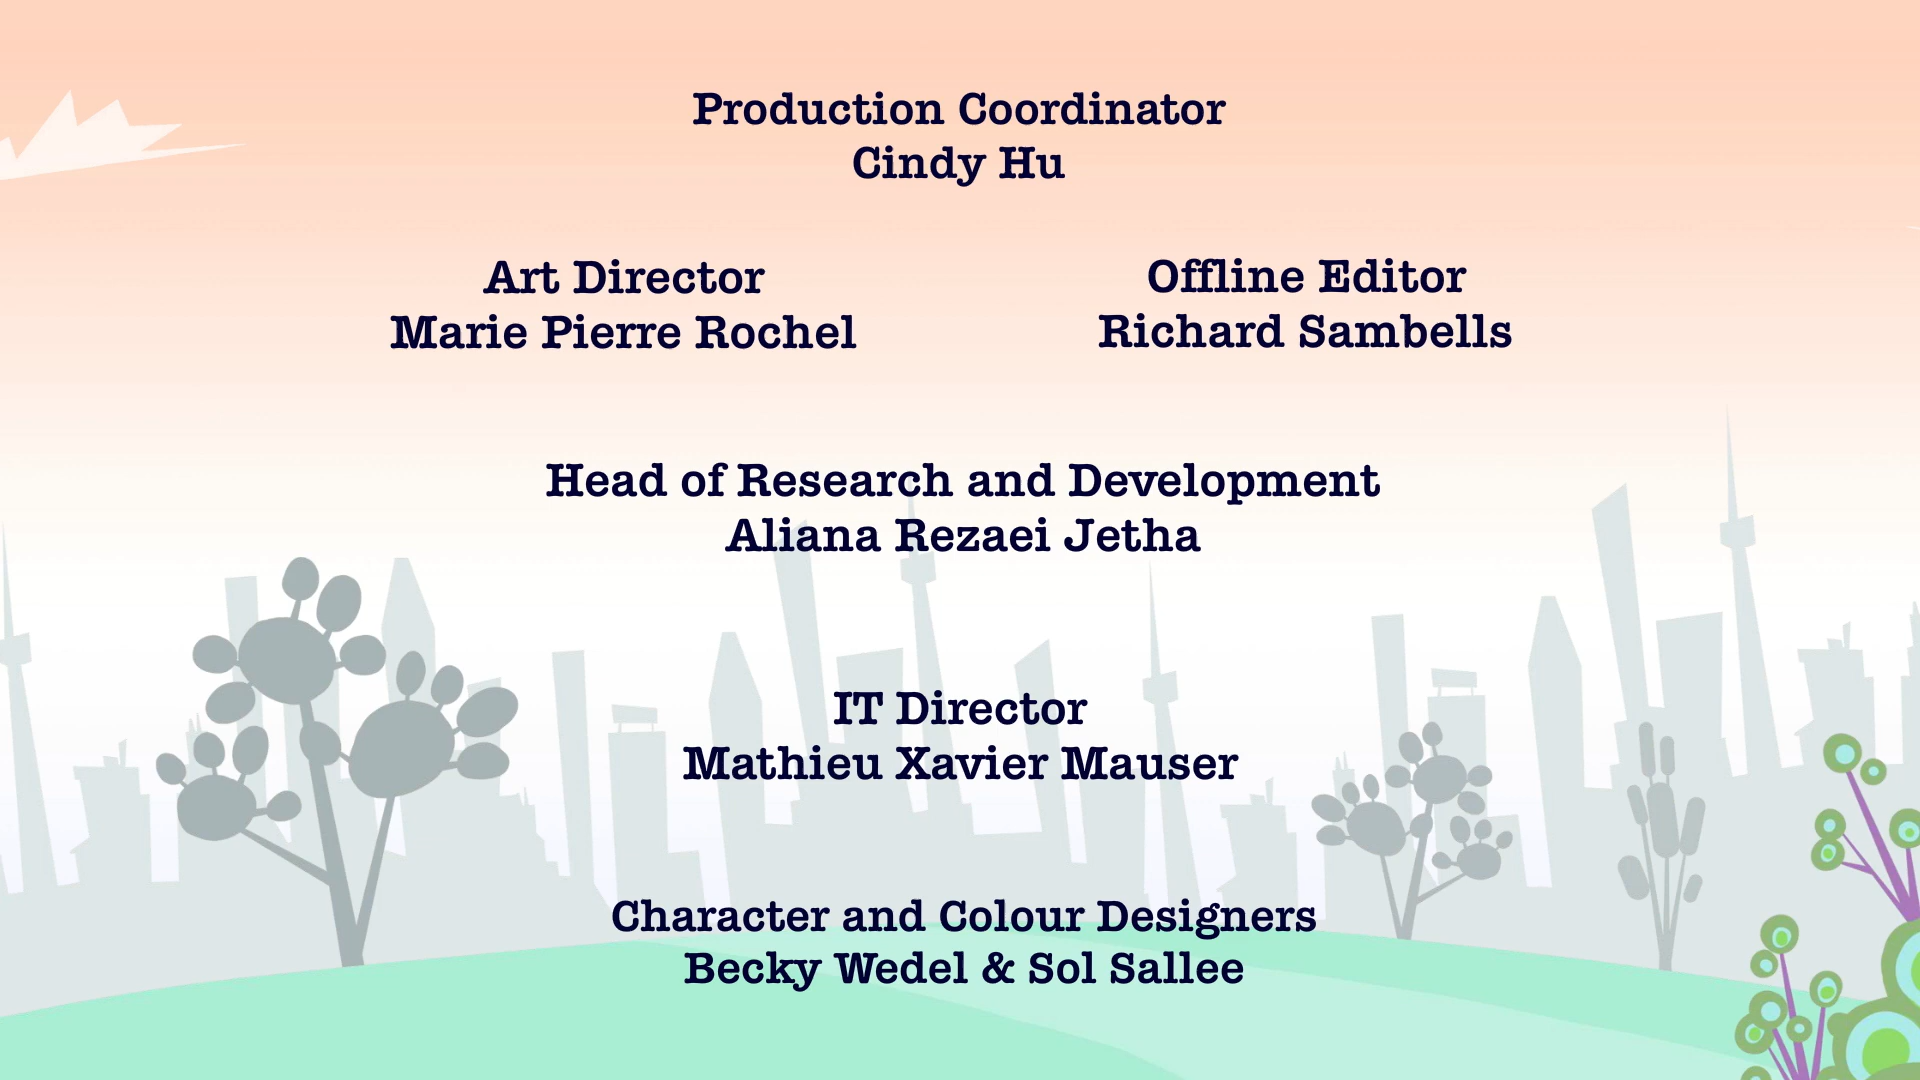 Production Coordinator
Cindy Hu
Art Director
Marie Pierre Rochel
Offline Editor
Richard Sambells
Head of Research and Development
Aliana Rezaei Jetha
IT Director
Mathieu Xavier Mauser
Character and Colour Designers
Becky Wedel & Sol Sallee